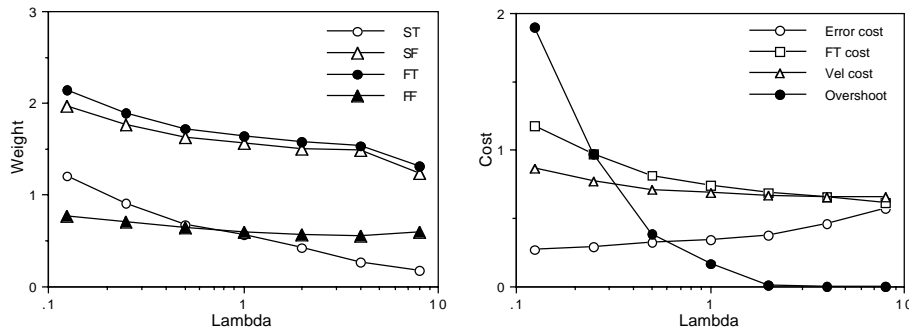 3
2
1
0
Weight
.1
1
10
Lambda
ST
SF
FT
FF
2
1
0
Cost
.1
1
10
Lambda
Error cost
FT cost
Vel cost
Overshoot